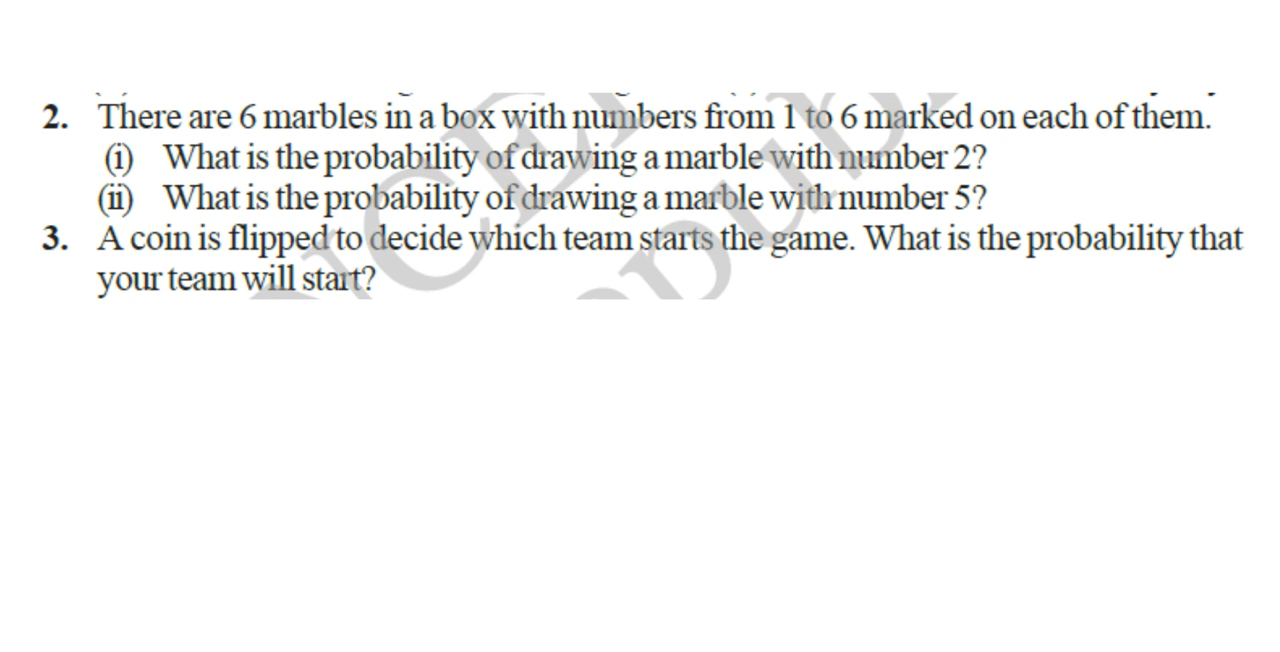 2. There are 6 marbles in a box with numbers from 1 to 6 marked on each of them.
(i) What is the probability of drawing a marble with number 2?
(ii) What is the probability of drawing a marble with number 5?
3. A coin is flipped to decide which team starts the game. What is the probability that
your team will start?